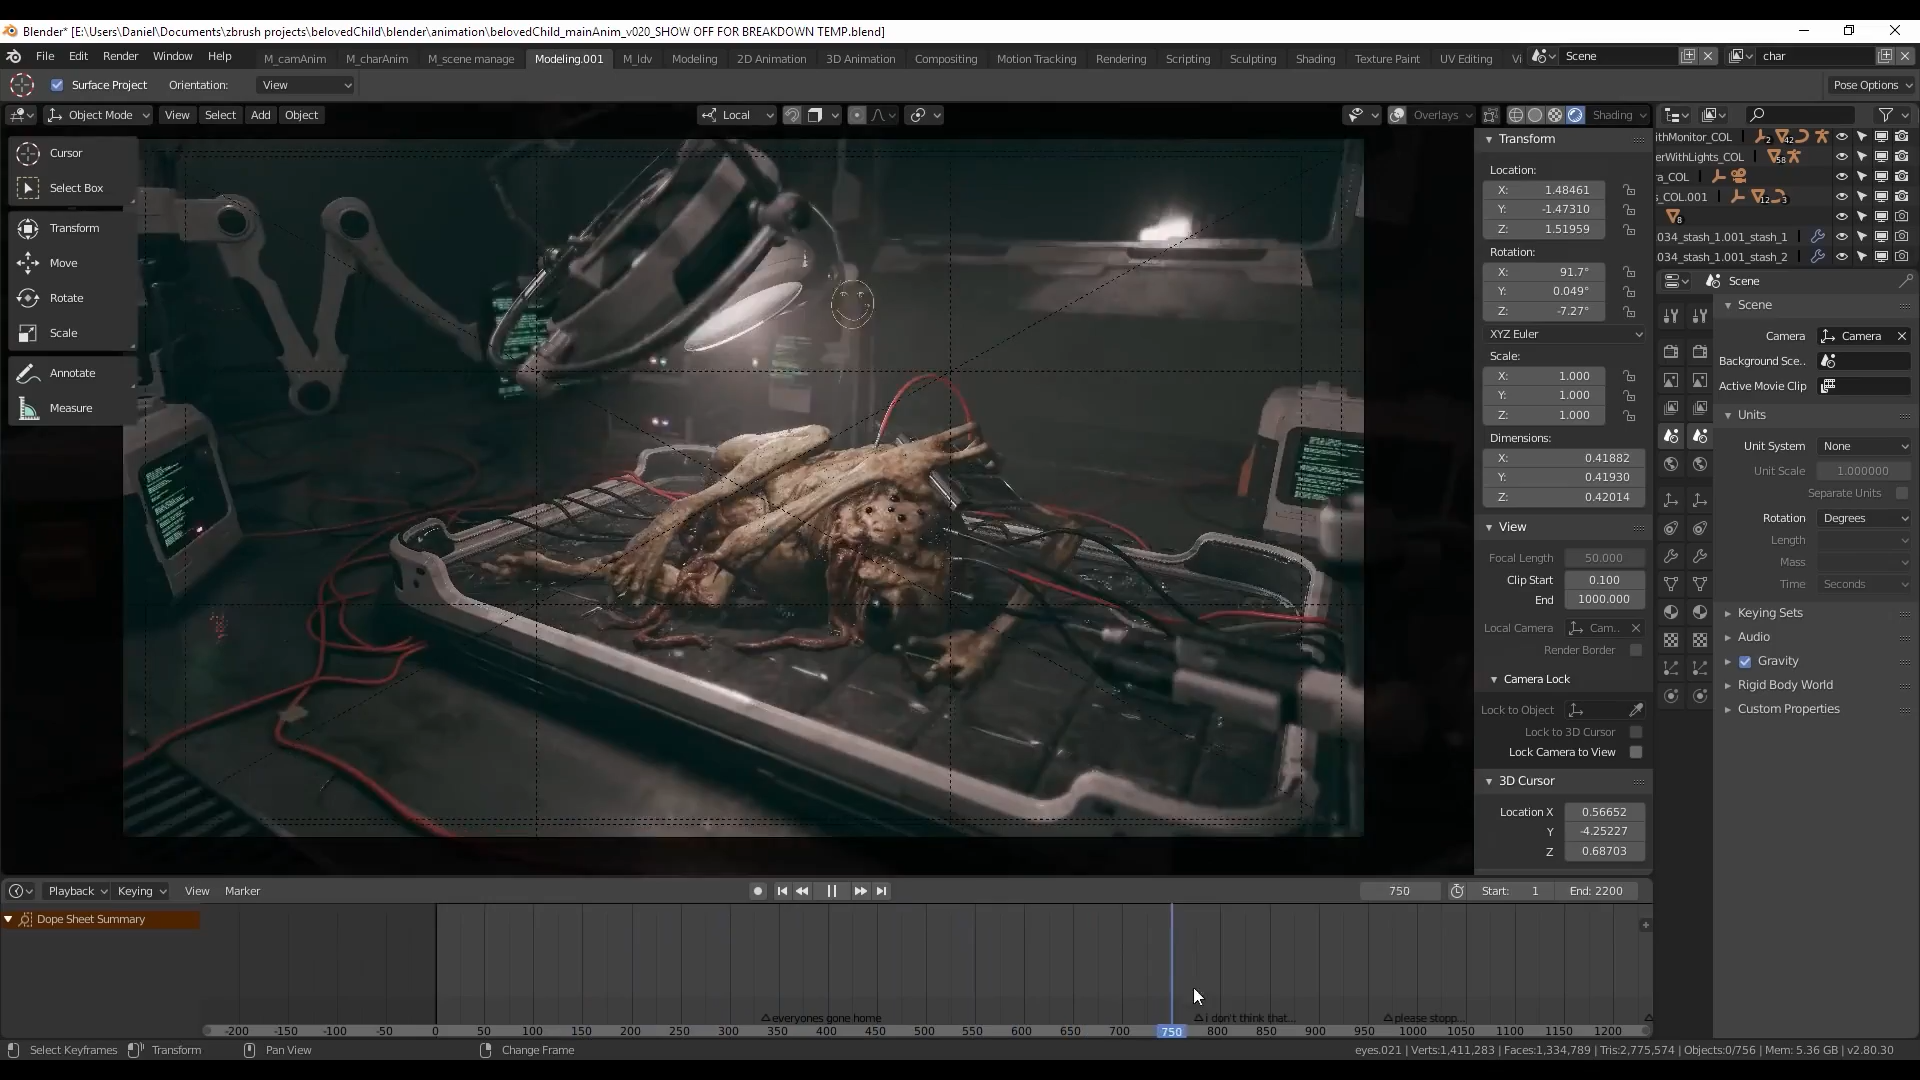 Blender* [E:\Users\Daniel\Documents\zbrush projects\belovedChild\blender\animation\belovedChild_mainAnim_v020_SHOW OFF FOR BREAKDOWN TEMP.blend]
File Edit Render Window Help
M_camAnim M_charAnim M_scene manage Modeling.001 M_ldv Modeling 2D Animation 3D Animation Compositing Motion Tracking Rendering Scripting Sculpting Shading Texture Paint UV Editing Vi
Scene
char
Surface Project Orientation: View
Pose Options
Object Mode View Select Add Object
Local
Overlays
Shading
Cursor
Select Box
Transform
Move
Rotate
Scale
Annotate
Measure
Transform
Location:
X: 1.48461
Y: -1.47310
Z: 1.51959
Rotation:
X: 91.7°
Y: 0.049°
Z: -7.27°
XYZ Euler
Scale:
X: 1.000
Y: 1.000
Z: 1.000
Dimensions:
X: 0.41882
Y: 0.41930
Z: 0.42014
View
Focal Length 50.000
Clip Start 0.100
End 1000.000
Local Camera Cam..
Render Border
Camera Lock
Lock to Object
Lock to 3D Cursor
Lock Camera to View
3D Cursor
Location X 0.56652
Y -4.25227
Z 0.68703
ithMonitor_COL 2 42
erWithLights_COL 58
ra_COL
s_COL.001 12 3
8
034_stash_1.001_stash_1
034_stash_1.001_stash_2
Scene
Scene
Camera Camera
Background Sce..
Active Movie Clip
Units
Unit System None
Unit Scale 1.000000
Separate Units
Rotation Degrees
Length
Mass
Time Seconds
Keying Sets
Audio
Gravity
Rigid Body World
Custom Properties
Playback Keying View Marker
750 Start: 1 End: 2200
Dope Sheet Summary
everyones gone home i don't think that... please stopp...
-200 -150 -100 -50 0 50 100 150 200 250 300 350 400 450 500 550 600 650 700 750 800 850 900 950 1000 1050 1100 1150 1200
Select Keyframes Transform Pan View Change Frame
eyes.021 | Verts:1,411,283 | Faces:1,334,789 | Tris:2,775,574 | Objects:0/756 | Mem: 5.36 GB | v2.80.30